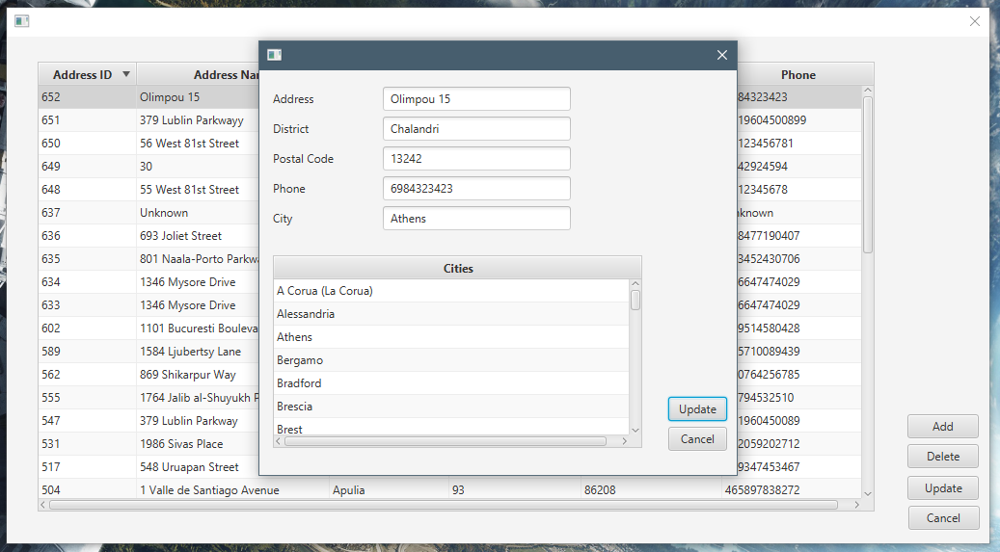 Address ID Address Nar Phone
652 Olimpou 15 84323423
651 379 Lublin Parkwayy 19604500899
650 56 West 81st Street 123456781
649 30 42924594
648 55 West 81st Street 12345678
637 Unknown nknown
636 693 Joliet Street 8477190407
635 801 Naala-Porto Parkwa 3452430706
634 1346 Mysore Drive 6647474029
633 1346 Mysore Drive 6647474029
602 1101 Bucuresti Bouleva 9514580428
589 1584 Ljubertsy Lane 5710089439
562 869 Shikarpur Way 0764256785
555 1764 Jalib al-Shuyukh P 794532510
547 379 Lublin Parkway 1960450089
531 1986 Sivas Place 2059202712
517 548 Uruapan Street 9347453467
504 1 Valle de Santiago Avenue Apulia 93 86208 465897838272
Address Olimpou 15
District Chalandri
Postal Code 13242
Phone 6984323423
City Athens
Cities
A Corua (La Corua)
Alessandria
Athens
Bergamo
Bradford
Brescia
Brest
Update
Cancel
Add
Delete
Update
Cancel